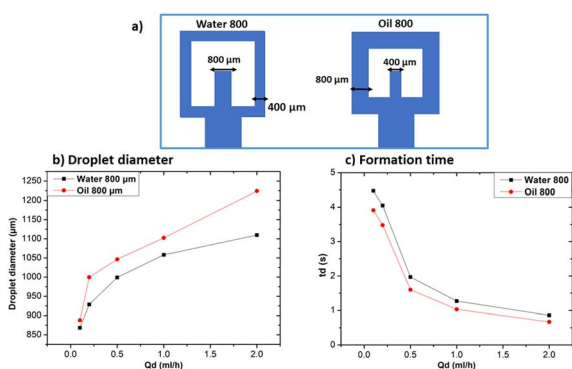 a)
Water 800
Oil 800
800 µm
400 µm
800 µm
400 µm
b) Droplet diameter
Water 800 µm
Oil 800 µm
Droplet diameter (µm)
1250
1200
1150
1100
1050
1000
950
900
850
0.0 0.5 1.0 1.5 2.0
Qd (ml/h)
c) Formation time
Water 800
Oil 800
td (s)
5
4
3
2
1
0
0.0 0.5 1.0 1.5 2.0
Qd (ml/h)